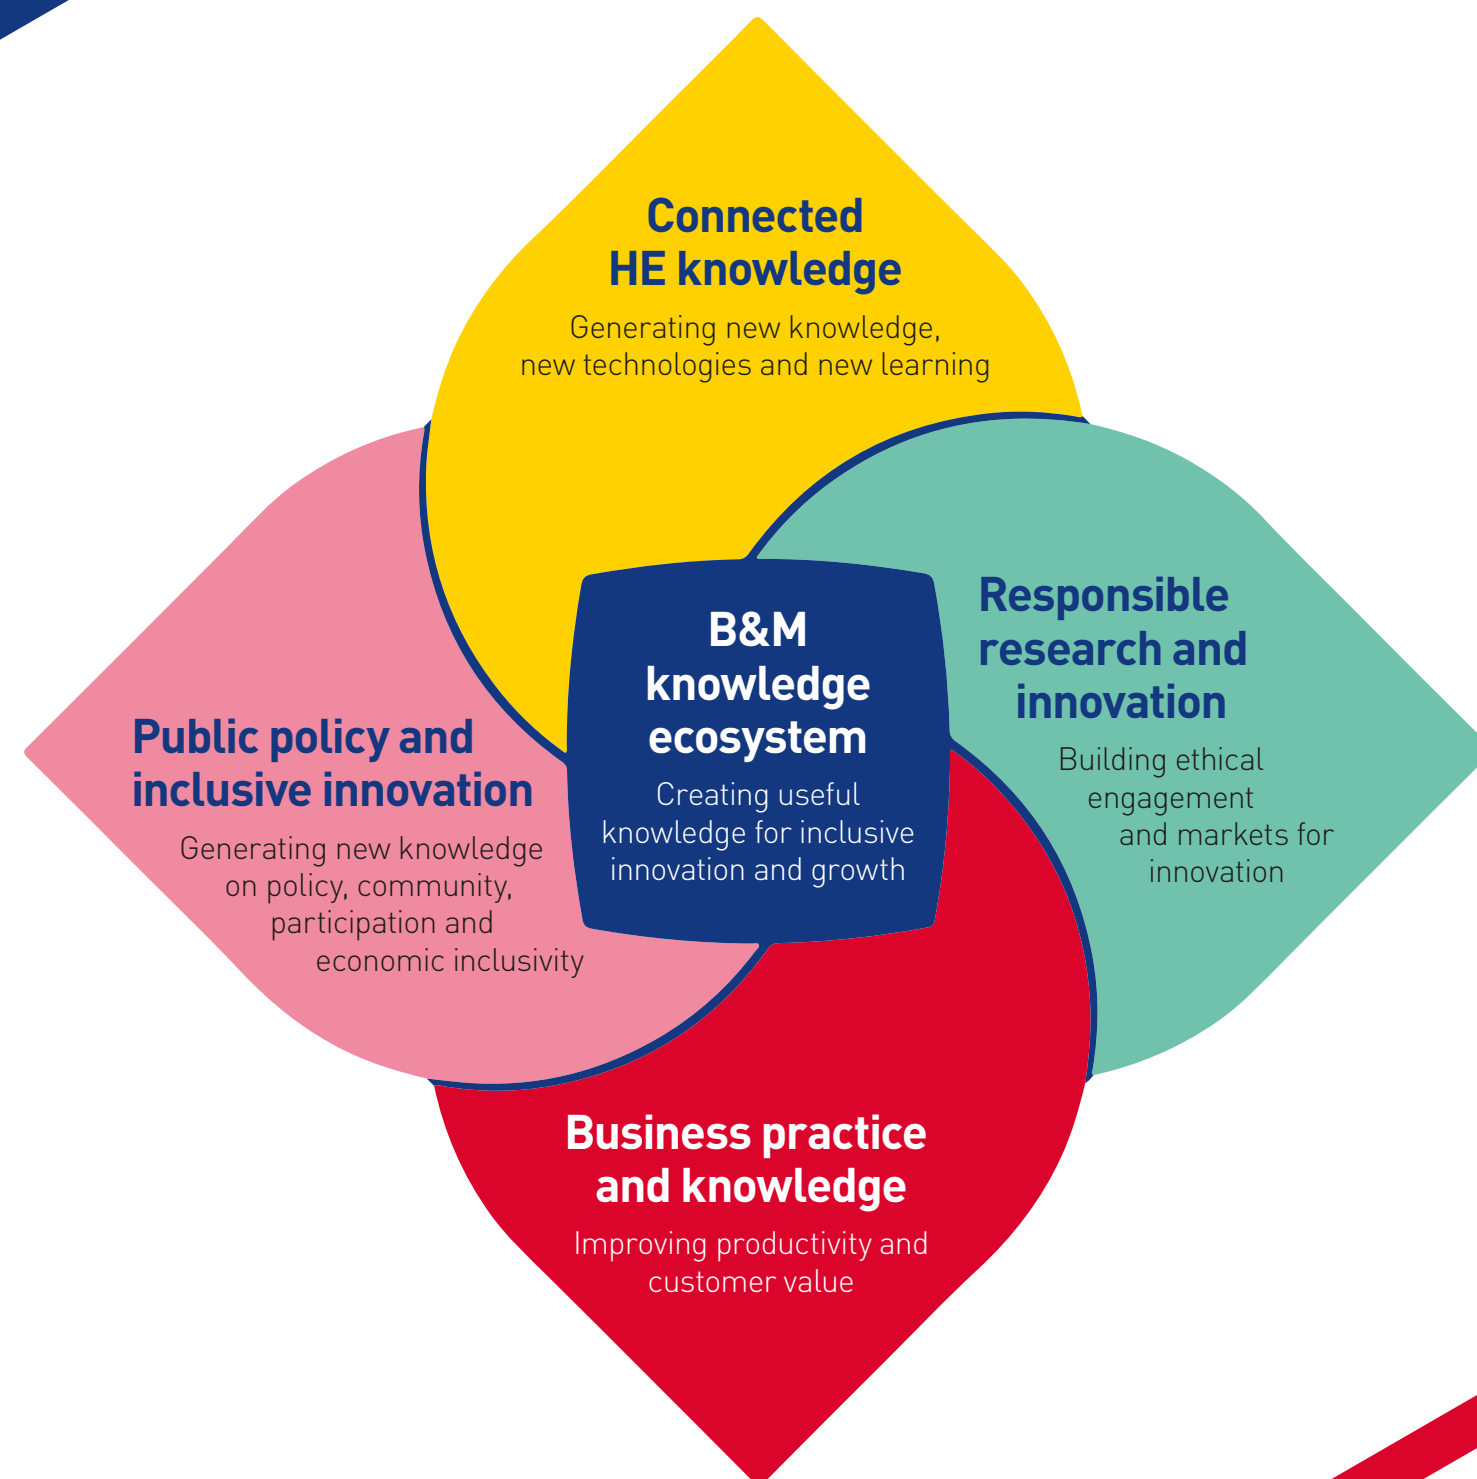 Connected
HE knowledge
Generating new knowledge,
new technologies and new learning
Responsible
research and
innovation
Building ethical
engagement
and markets for
innovation
B&M
knowledge
ecosystem
Creating useful
knowledge for inclusive
innovation and growth
Public policy and
inclusive innovation
Generating new knowledge
on policy, community,
participation and
economic inclusivity
Business practice
and knowledge
Improving productivity and
customer value